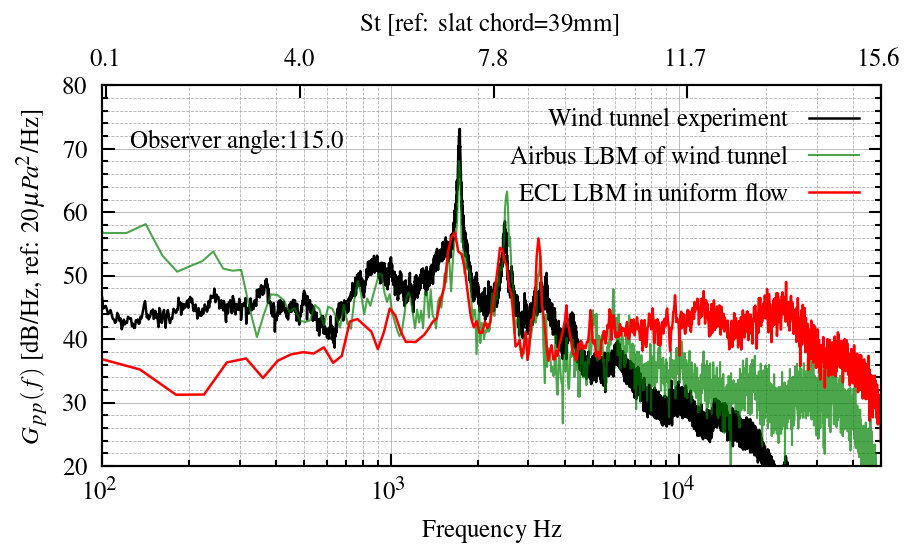 St [ref: slat chord=39mm]
0.1 4.0 7.8 11.7 15.6
80
70
60
50
40
30
20
G_pp(f) [dB/Hz, ref: 20μPa²/Hz]
Observer angle:115.0
Wind tunnel experiment
Airbus LBM of wind tunnel
ECL LBM in uniform flow
10² 10³ 10⁴
Frequency Hz